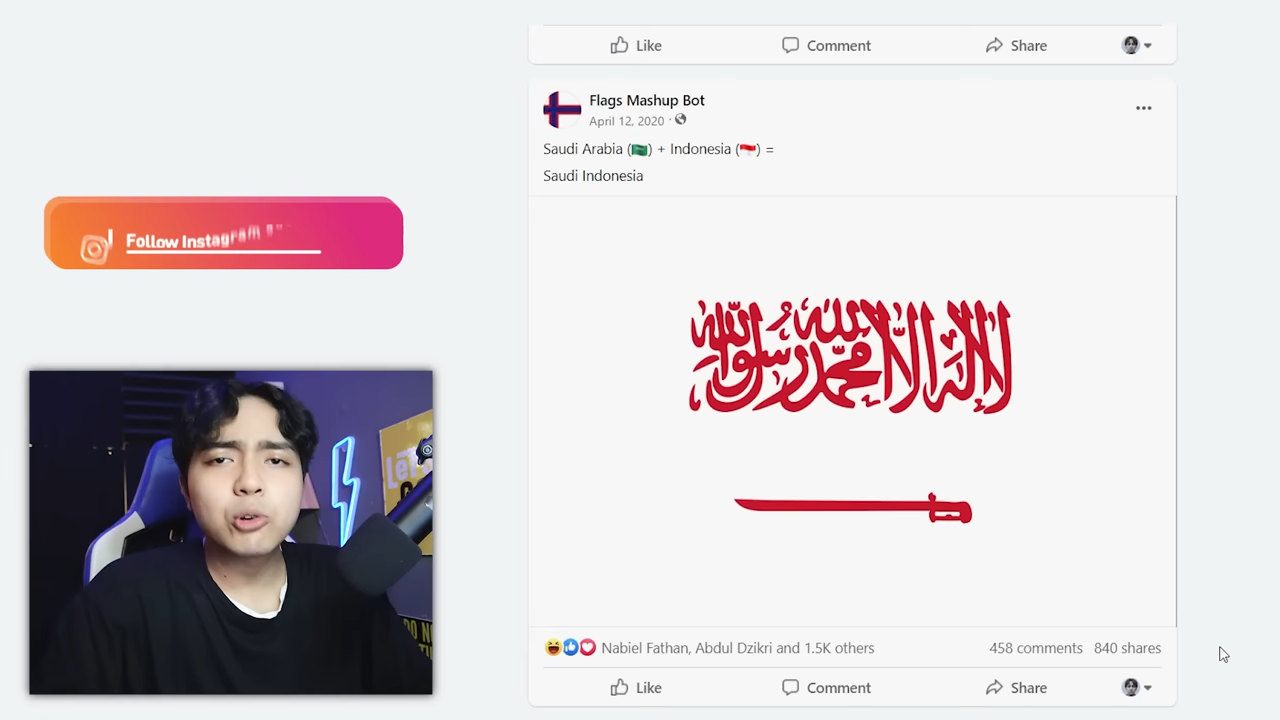 Like Comment Share
Flags Mashup Bot
April 12, 2020 ·
Saudi Arabia (🇸🇦) + Indonesia (🇮🇩) =
Saudi Indonesia
Follow Instagram
لا إله إلا الله محمد رسول الله
Nabiel Fathan, Abdul Dzikri and 1.5K others 458 comments 840 shares
Like Comment Share